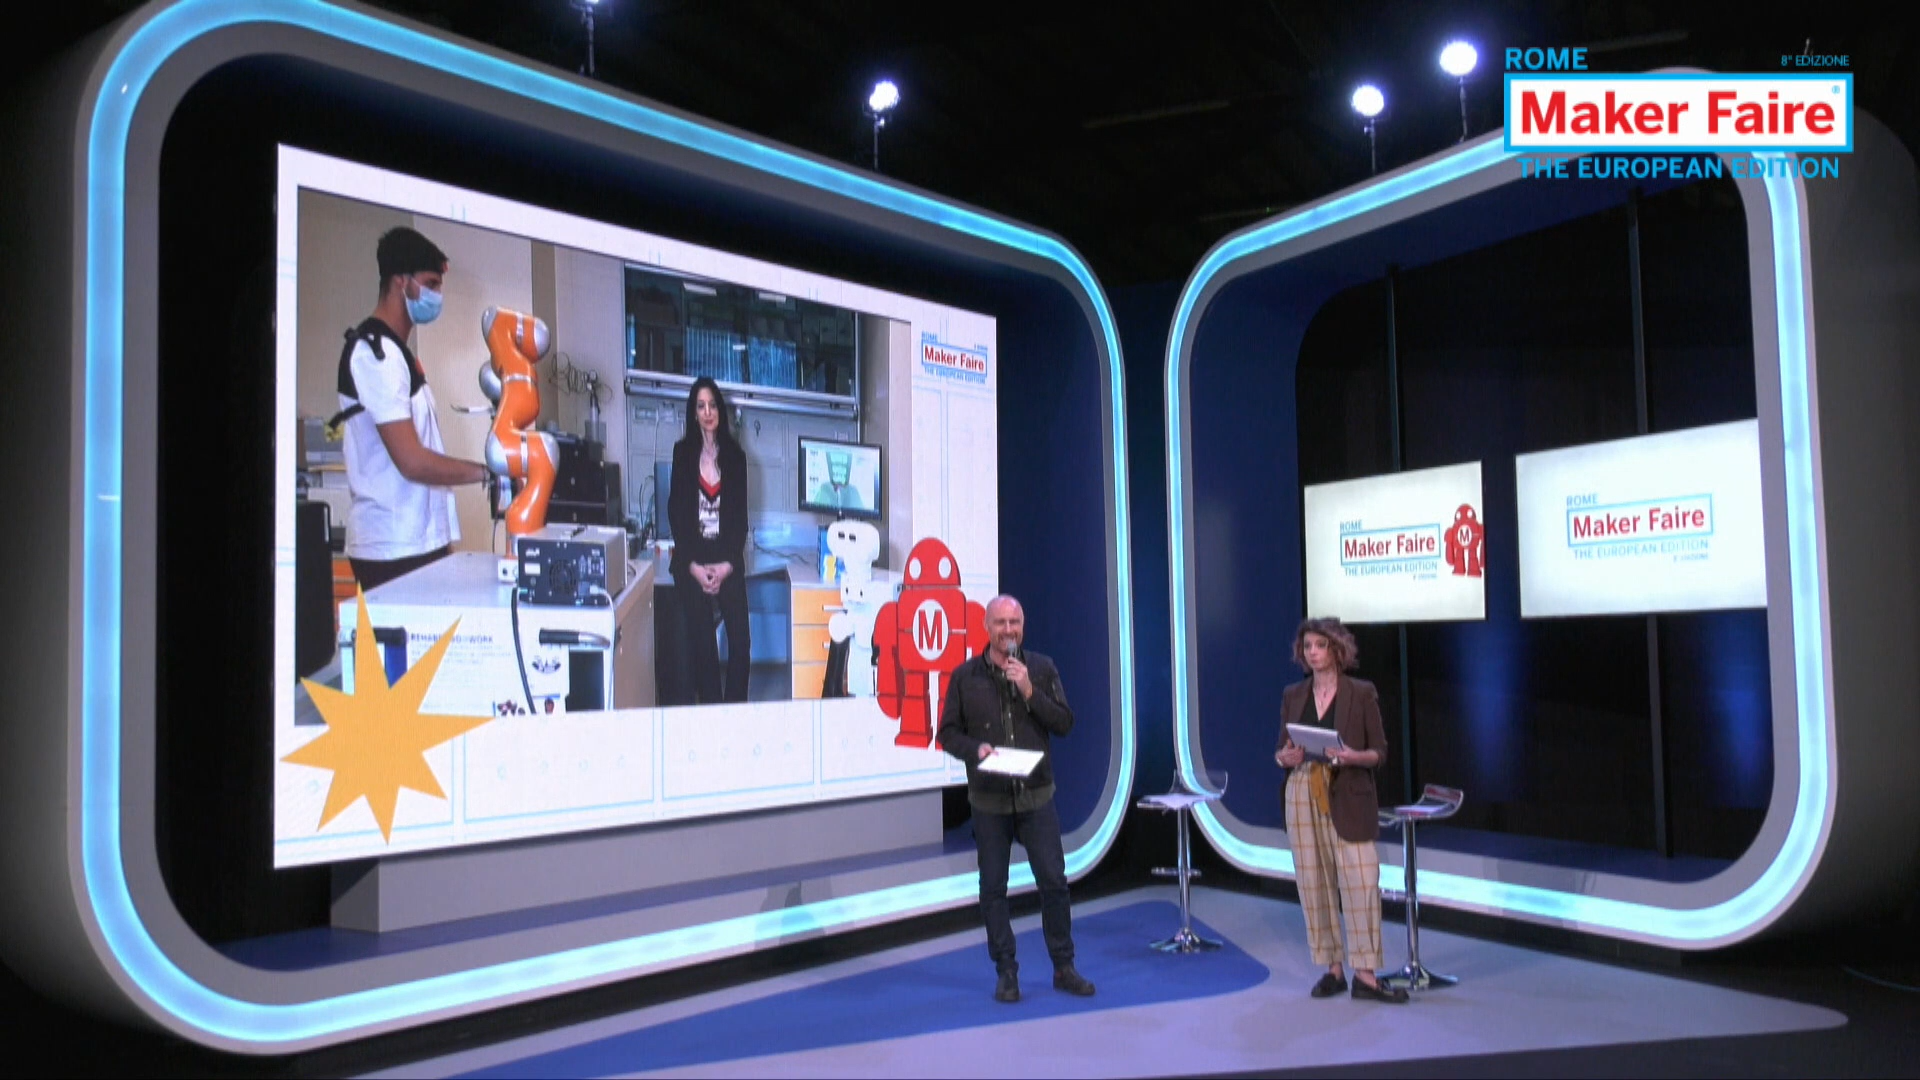 ROME
8ª EDIZIONE
Maker Faire®
THE EUROPEAN EDITION
ROME
Maker Faire
THE EUROPEAN EDITION
M
ROME
Maker Faire
THE EUROPEAN EDITION
M
ROME
Maker Faire
THE EUROPEAN EDITION